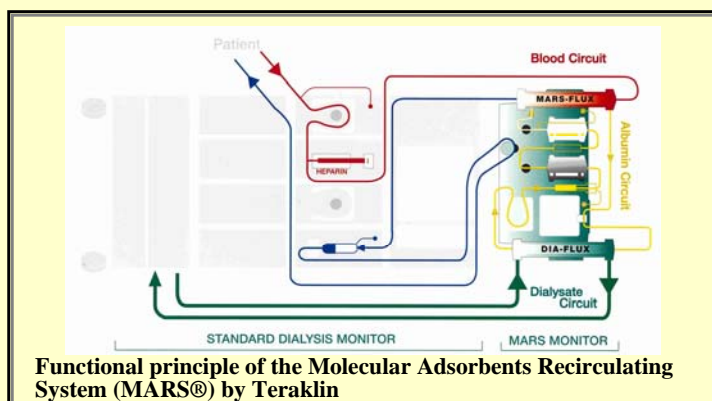 Patient
Blood Circuit
MARS-FLUX
Albumin Circuit
HEPARIN
DIA-FLUX
Dialysate
Circuit
STANDARD DIALYSIS MONITOR
MARS MONITOR
Functional principle of the Molecular Adsorbents Recirculating
System (MARS®) by Teraklin